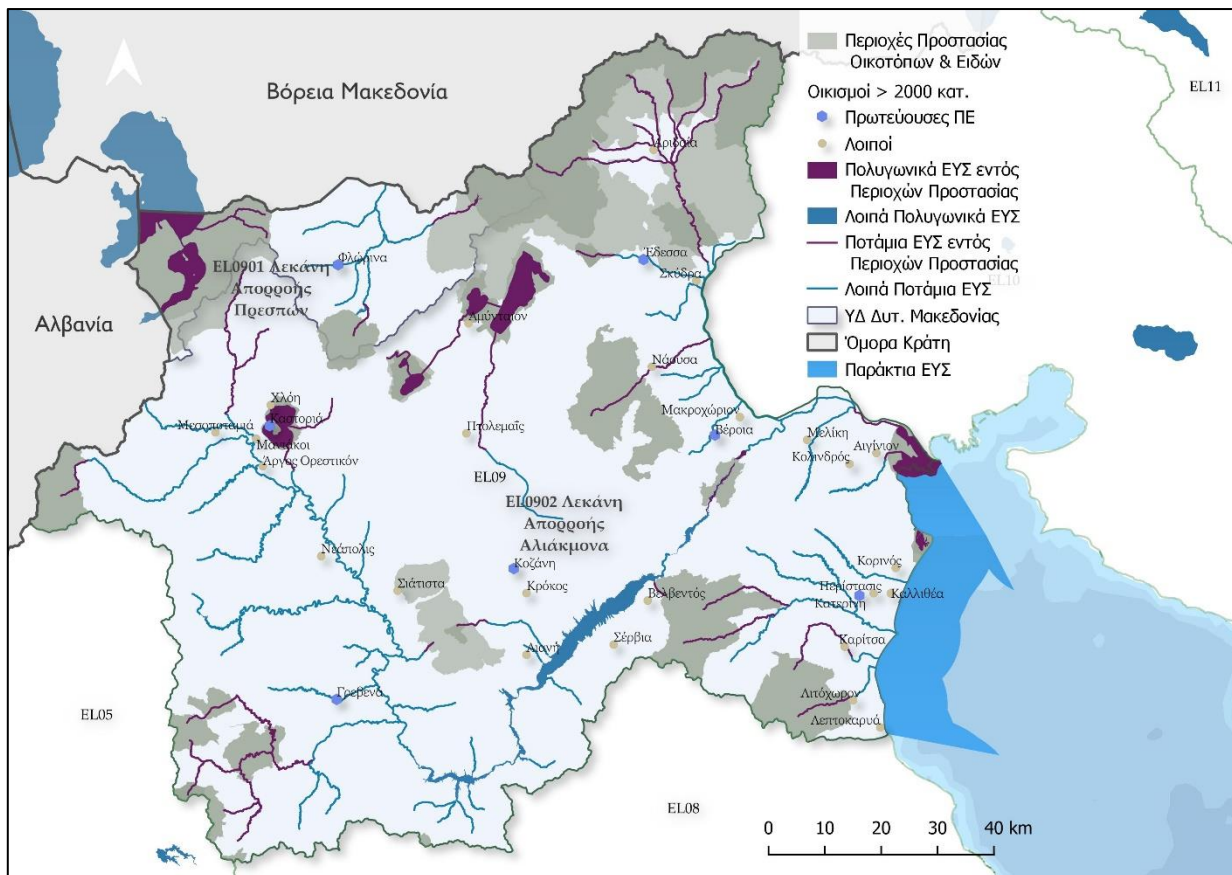 Βόρεια Μακεδονία
Αλβανία
EL11
EL10
EL05
EL08
EL09
EL0901 Λεκάνη
Απορροής
Πρεσπών
EL0902 Λεκάνη
Απορροής
Αλιάκμονα
Αριδαία
Φλώρινα
Έδεσσα
Σκύδρα
Αμύνταιον
Νάουσα
Χλόη
Καστοριά
Μεσοποταμιά
Μανιάκοι
Άργος Ορεστικόν
Πτολεμαΐς
Μακροχώριον
Βέροια
Μελίκη
Αιγίνιον
Κολινδρός
Νεάπολις
Σιάτιστα
Κοζάνη
Κρόκος
Βελβεντός
Κορινός
Περίστασις
Κατερίνη
Καλλιθέα
Αιανή
Σέρβια
Καρίτσα
Γρεβενά
Λιτόχωρον
Λεπτοκαρυά
Περιοχές Προστασίας
Οικοτόπων & Ειδών
Οικισμοί > 2000 κατ.
Πρωτεύουσες ΠΕ
Λοιποί
Πολυγωνικά ΕΥΣ εντός
Περιοχών Προστασίας
Λοιπά Πολυγωνικά ΕΥΣ
Ποτάμια ΕΥΣ εντός
Περιοχών Προστασίας
Λοιπά Ποτάμια ΕΥΣ
ΥΔ Δυτ. Μακεδονίας
Όμορα Κράτη
Παράκτια ΕΥΣ
0 10 20 30 40 km